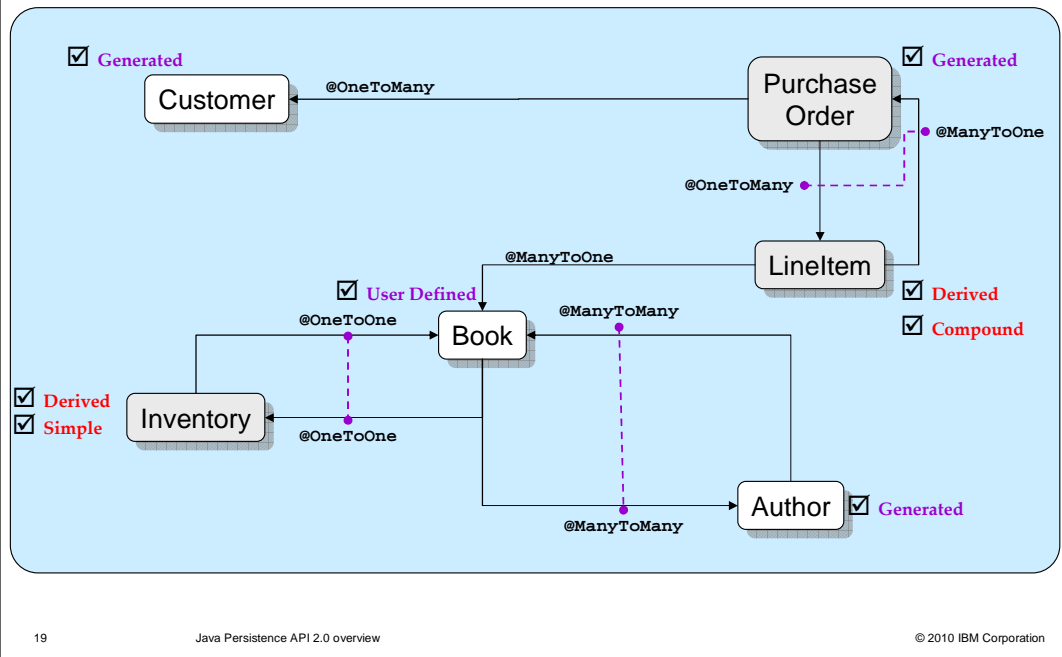 Generated
Customer
@OneToMany
Purchase
Order
Generated
@ManyToOne
@OneToMany
@ManyToOne
LineItem
Derived
Compound
User Defined
@OneToOne
Book
@ManyToMany
Derived
Simple
Inventory
@OneToOne
Author
Generated
@ManyToMany
19
Java Persistence API 2.0 overview
© 2010 IBM Corporation